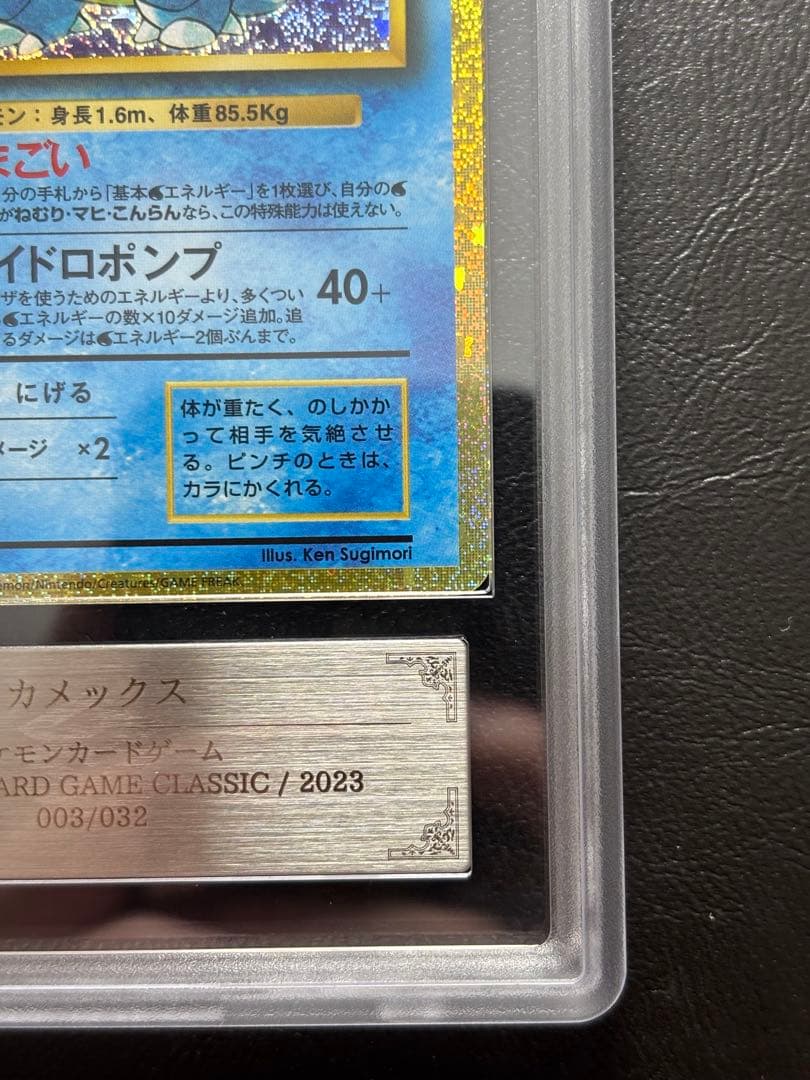 モン：身長1.6m、体重85.5Kg
まごい
分の手札から「基本エネルギー」を1枚選び、自分の
がねむり・マヒ・こんらんなら、この特殊能力は使えない。
イドロポンプ
ザを使うためのエネルギーより、多くつい
40+
エネルギーの数×10ダメージ追加。追
るダメージはエネルギー2個ぶんまで。
にげる
メージ ×2
体が重たく、のしかか
って相手を気絶させ
る。ピンチのときは、
カラにかくれる。
Illus. Ken Sugimori
mon/Nintendo/Creatures/GAME FREAK.
カメックス
ケモンカードゲーム
ARD GAME CLASSIC / 2023
003/032